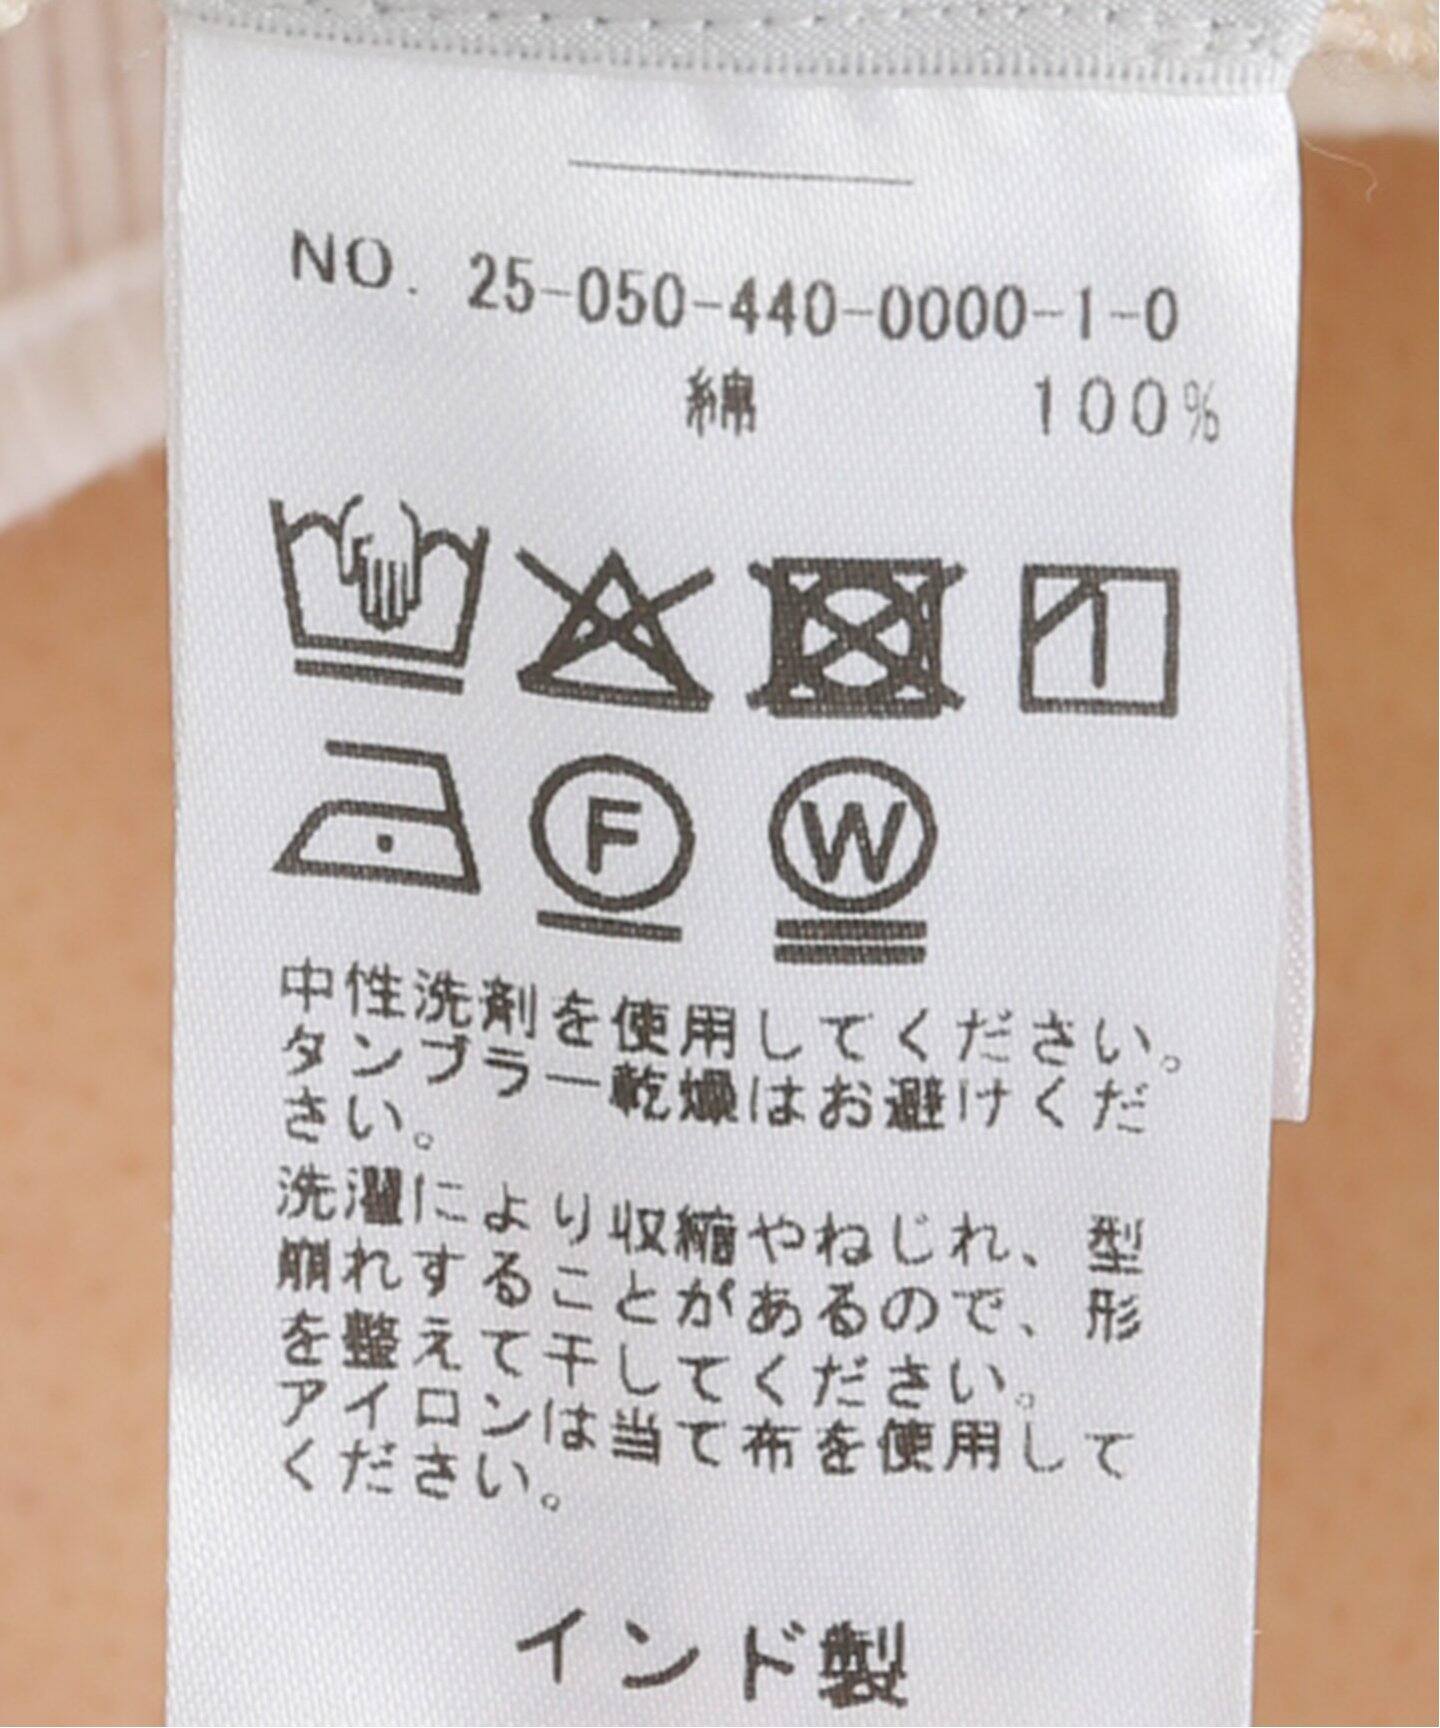 NO. 25-050-440-0000-1-0
綿 100%
F W
中性洗剤を使用してください。
タンブラー乾燥はお避けくだ
さい。
洗濯により収縮やねじれ、型
崩れすることがあるので、形
を整えて干してください。
アイロンは当て布を使用して
ください。
インド製